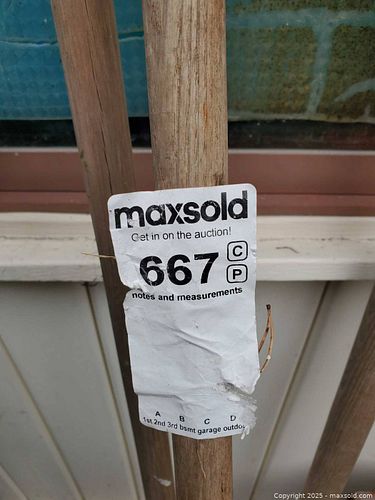 maxsold
Get in on the auction!
667 C
P
notes and measurements
A B C D
1st 2nd 3rd bsmt garage outdo
Copyright © 2025 - maxsold.com